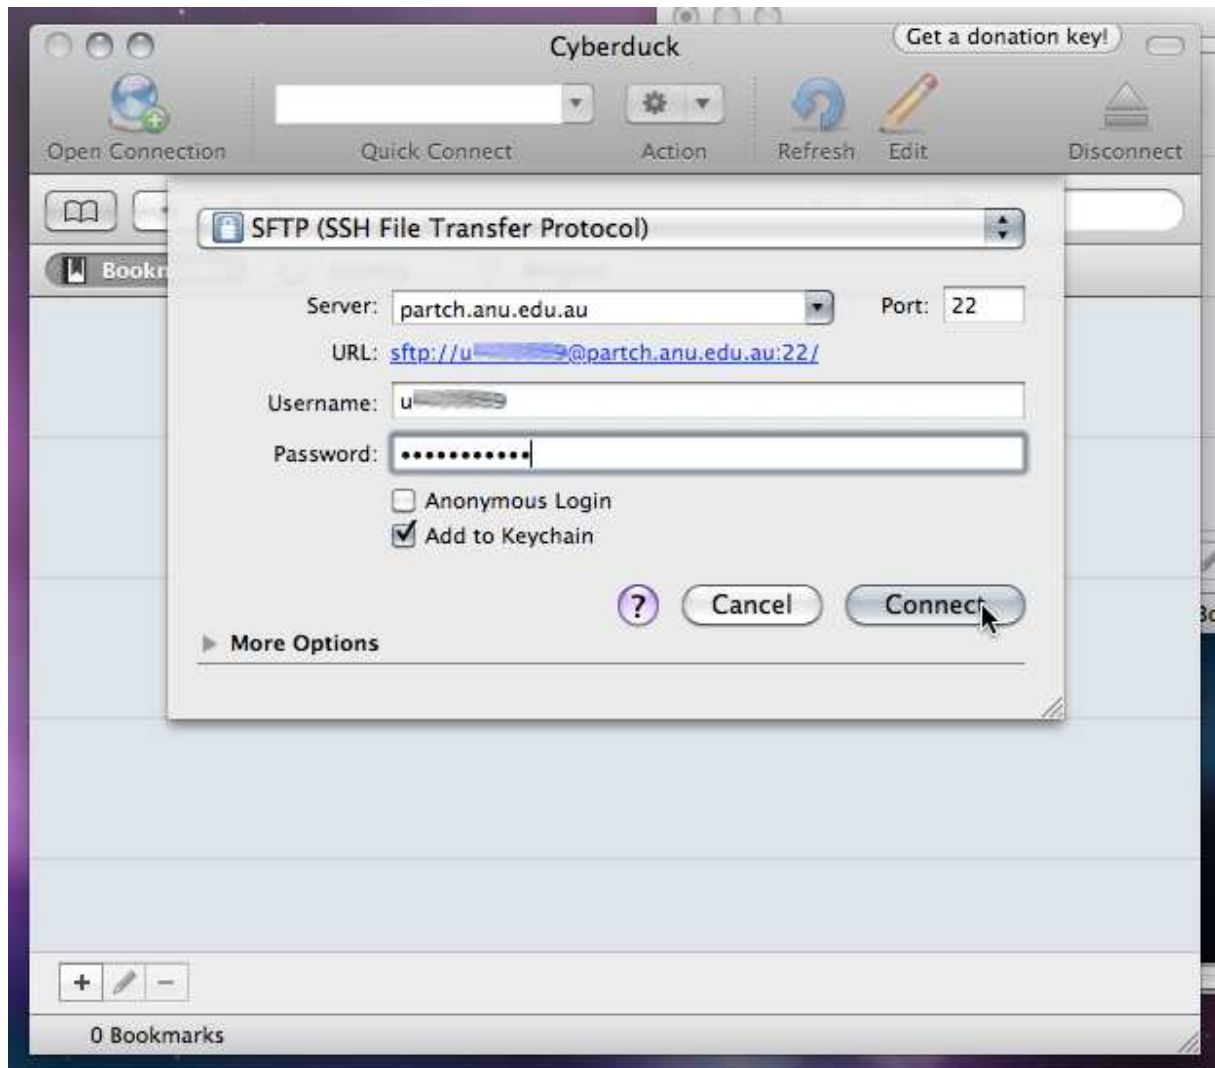 Cyberduck
Get a donation key!
Open Connection
Quick Connect
Action
Refresh
Edit
Disconnect
SFTP (SSH File Transfer Protocol)
Server: partch.anu.edu.au Port: 22
URL: sftp://u 9@partch.anu.edu.au:22/
Username: u
Password: •••••••••••
Anonymous Login
Add to Keychain
? Cancel Connect
More Options
0 Bookmarks